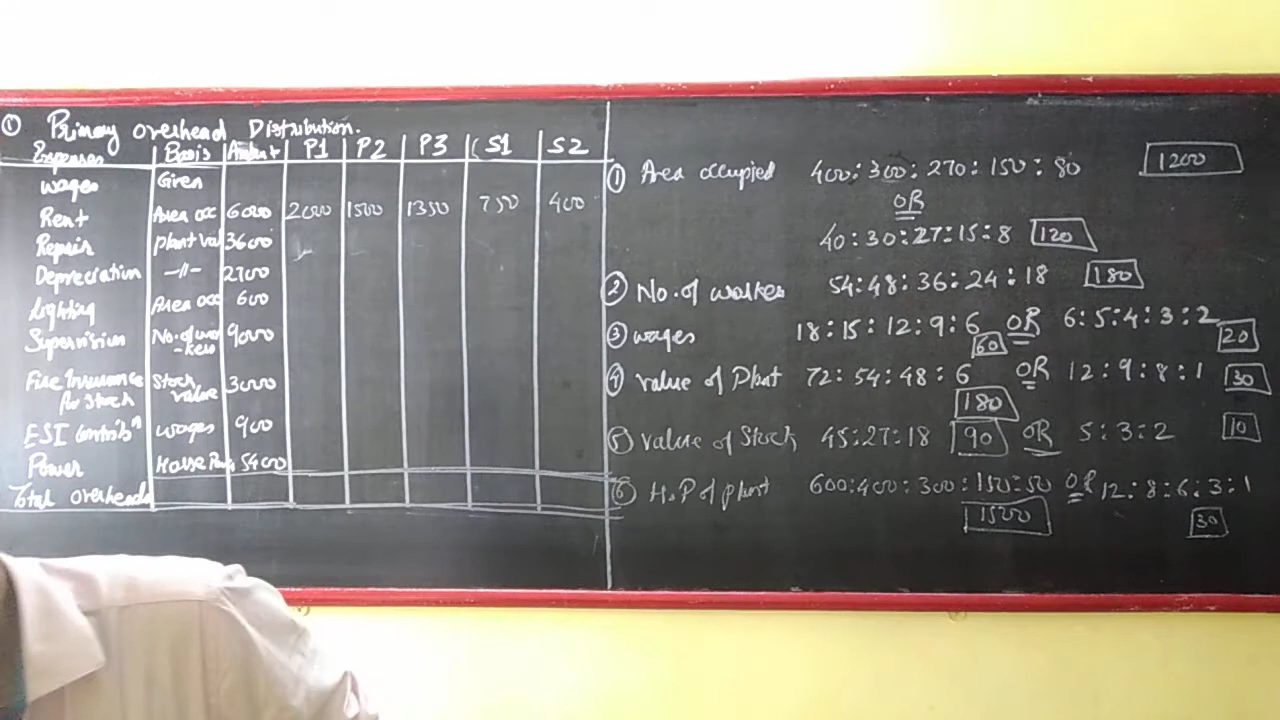 ① Primary overhead Distribution.
Expenses Basis Amount P1 P2 P3 S1 S2
Wages Given
Rent Area occ 6000 2000 1500 1350 750 400
Repair Plant Val 3600
Depreciation -11- 2700
Lighting Area occ 600
Supervision No. of wor 9000
-kers
Fire Insurance Stock 3000
for Stock value
ESI Contribⁿ wages 900
Power Horse 5400
Total overheads
① Area occupied 400 : 300 : 270 : 150 : 80 1200
OR
40 : 30 : 27 : 15 : 8 120
② No. of worker 54 : 48 : 36 : 24 : 18 180
③ wages 18 : 15 : 12 : 9 : 6 60 OR 6 : 5 : 4 : 3 : 2 20
④ value of Plant 72 : 54 : 48 : 6 180 OR 12 : 9 : 8 : 1 30
⑤ value of Stock 45 : 27 : 18 90 OR 5 : 3 : 2 10
⑥ H.P of plant 600 : 400 : 300 : 150 : 50 1500 OR 12 : 8 : 6 : 3 : 1 30